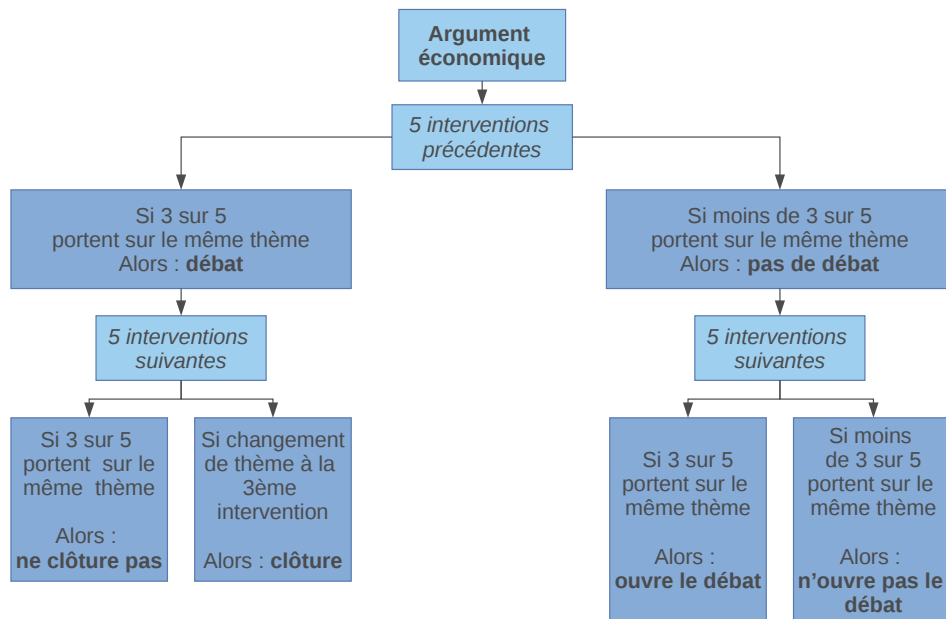 Argument
économique
5 interventions
précédentes
Si 3 sur 5
portent sur le même thème
Alors : débat
Si moins de 3 sur 5
portent sur le même thème
Alors : pas de débat
5 interventions
suivantes
5 interventions
suivantes
Si 3 sur 5
portent sur le
même thème
Alors :
ne clôture pas
Si changement
de thème à la
3ème
intervention
Alors : clôture
Si 3 sur 5
portent sur le
même thème
Alors :
ouvre le débat
Si moins
de 3 sur 5
portent sur le
même thème
Alors :
n’ouvre pas le
débat